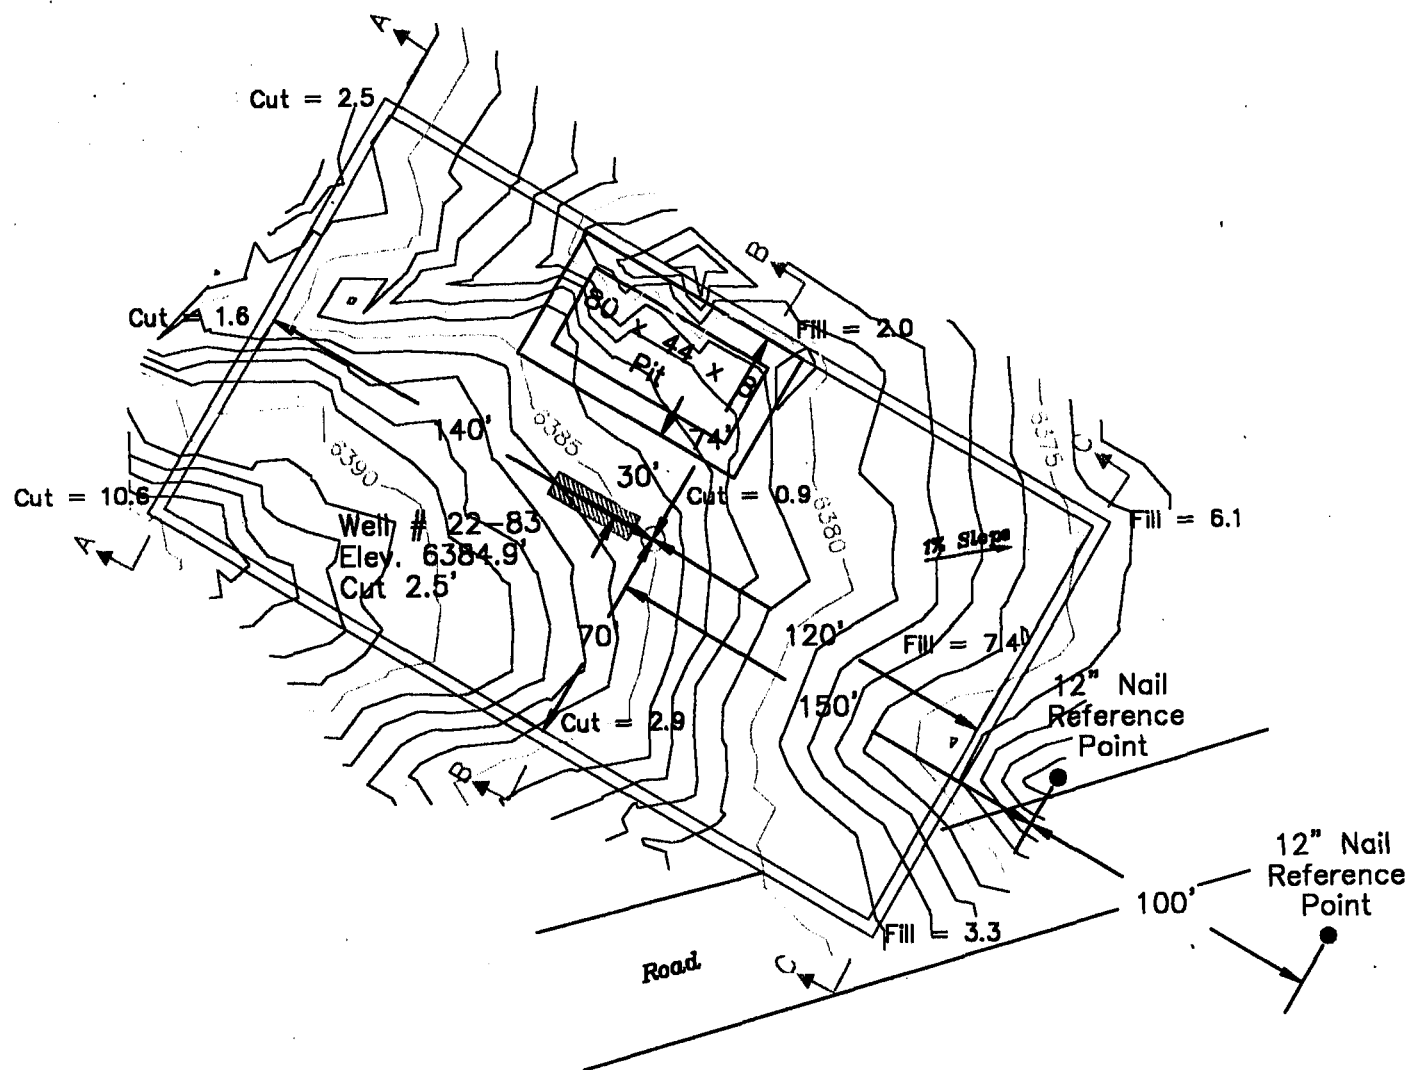 A
Cut = 2.5
B
Cut = 1.6
Fill = 2.0
80 x 44 x 8
Pit
6375
C
140'
6385
74'
6390
30'
Cut = 0.9
Cut = 10.6
6380
Fill = 6.1
Well # 22-83
Elev. 6384.9'
Cut 2.5'
1% Slope
A
70'
120'
Fill = 7.4
12" Nail
Reference
Point
150'
Cut = 2.9
B
12" Nail
Reference
Point
100'
Fill = 3.3
Road
C